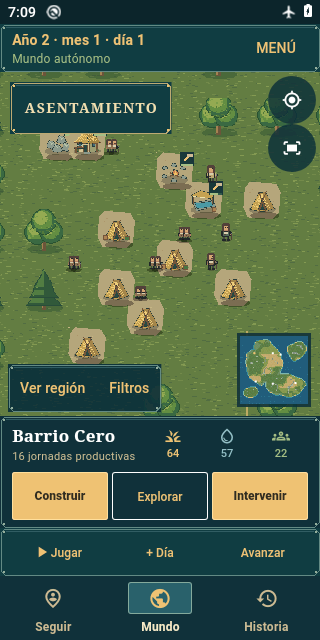 7:09
Año 2 · mes 1 · día 1
Mundo autónomo
MENÚ
ASENTAMIENTO
Ver región
Filtros
Barrio Cero
16 jornadas productivas
64
57
22
Construir
Explorar
Intervenir
Jugar
+ Día
Avanzar
Seguir
Mundo
Historia